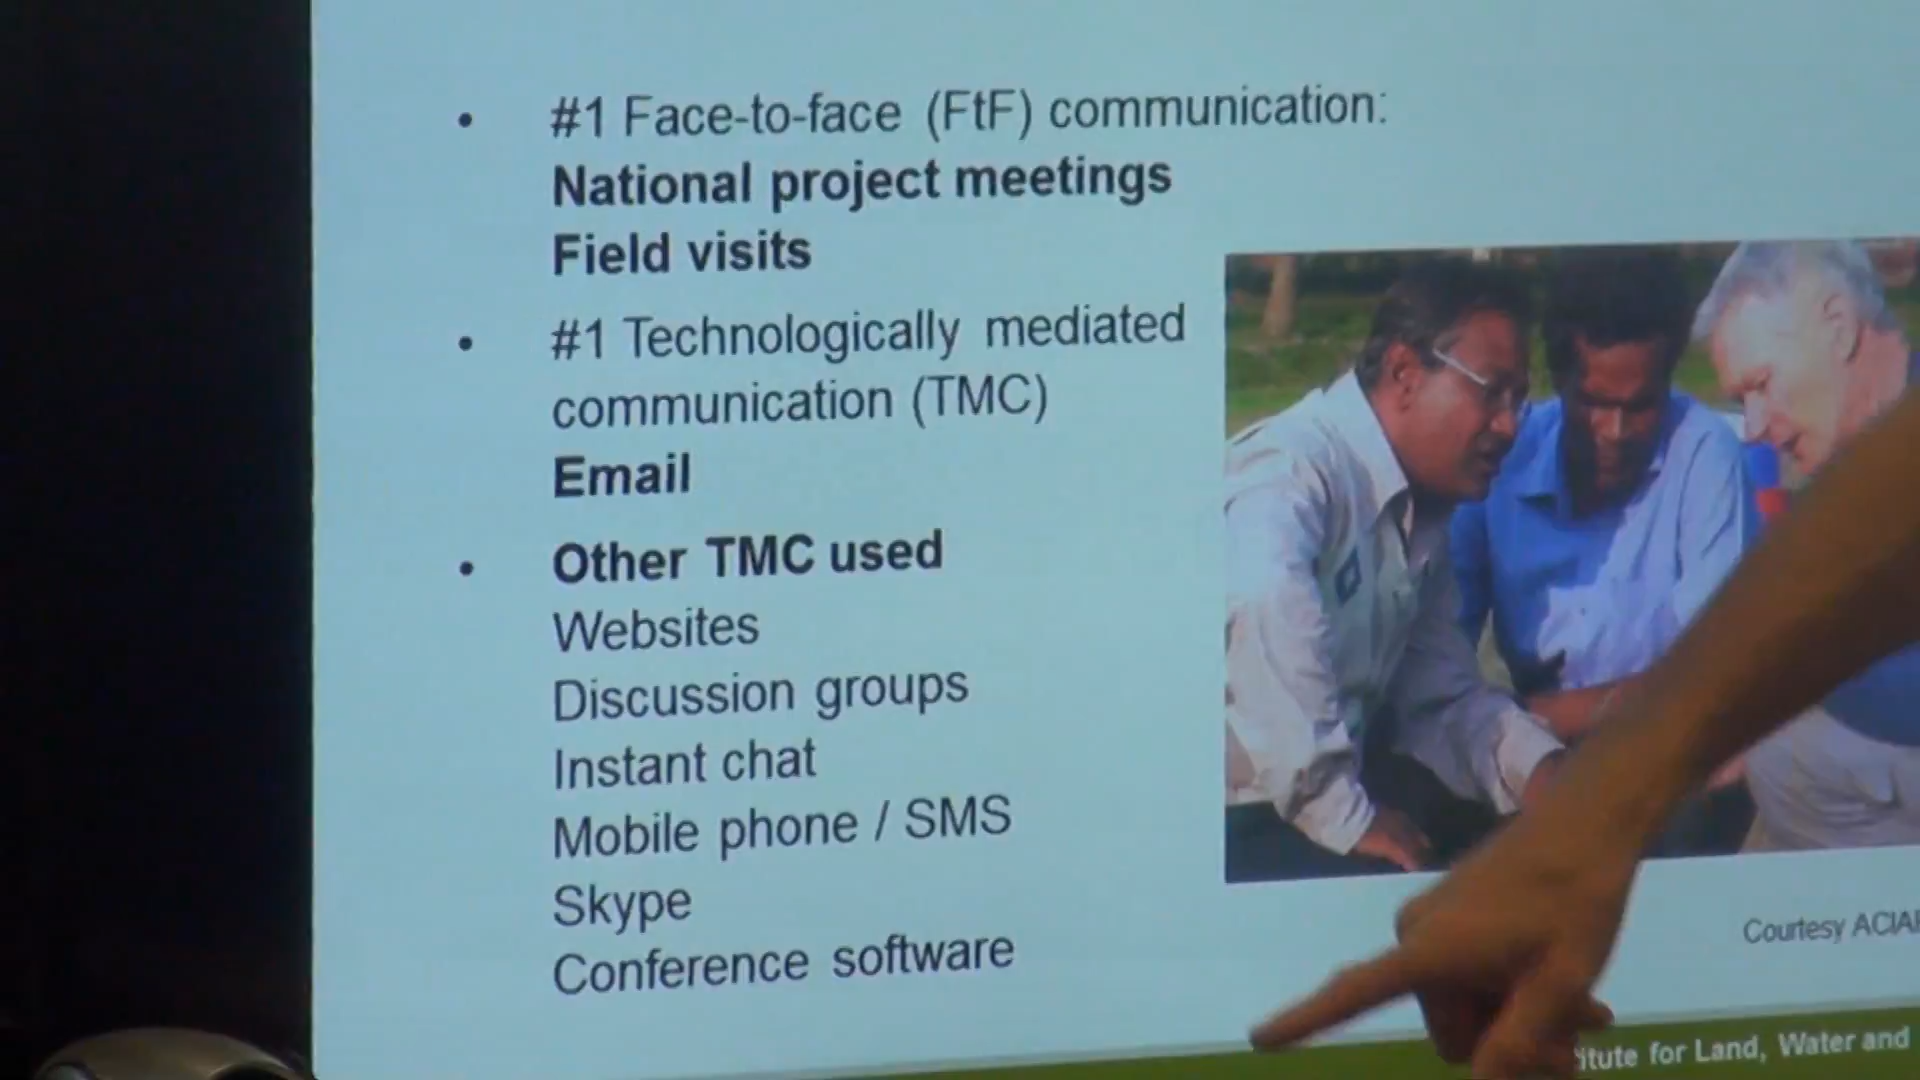 • #1 Face-to-face (FtF) communication:
National project meetings
Field visits
• #1 Technologically mediated
communication (TMC)
Email
• Other TMC used
Websites
Discussion groups
Instant chat
Mobile phone / SMS
Skype
Conference software
Courtesy ACIA
for Land, Water and